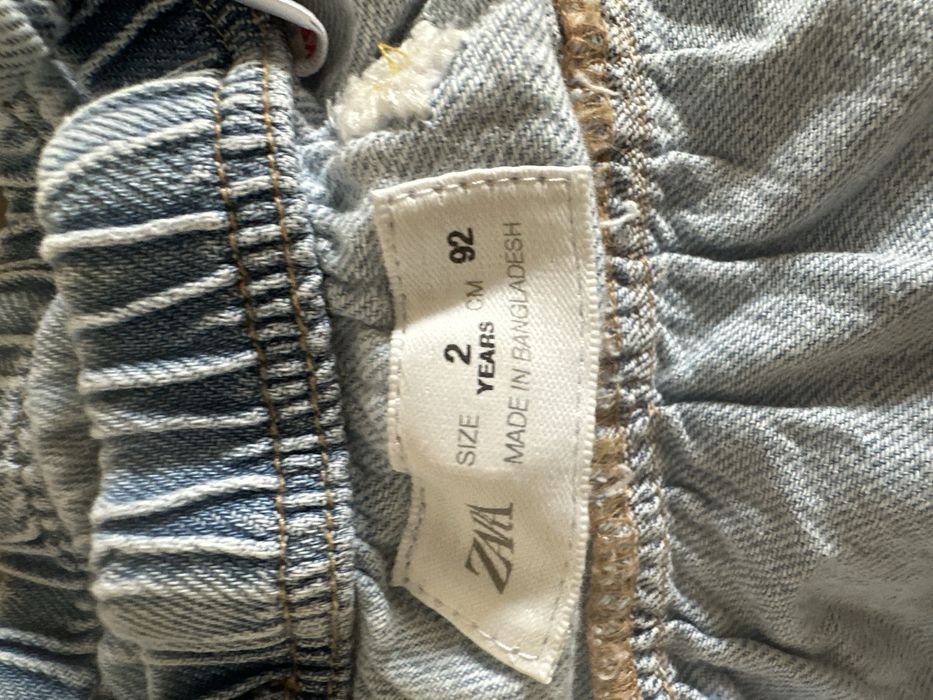 ZARA
SIZE 2 YEARS CM 92
MADE IN BANGLADESH